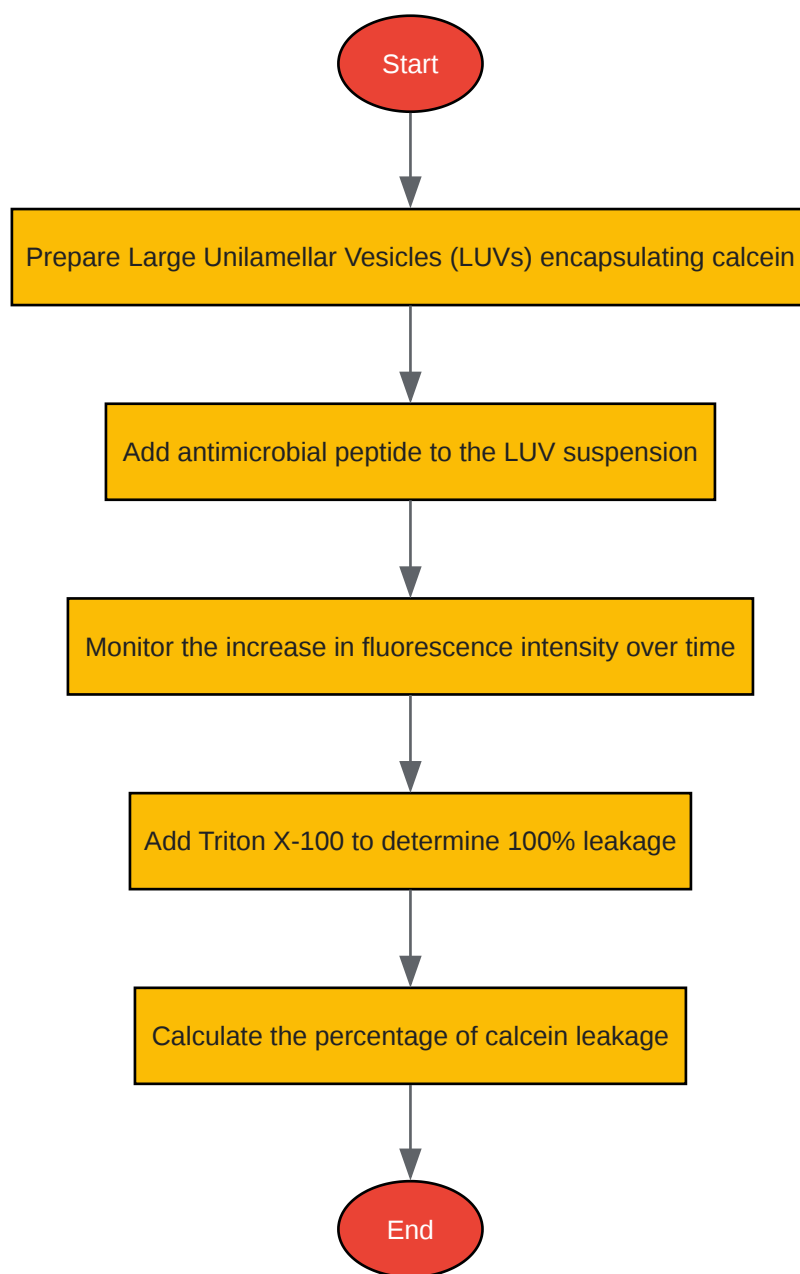 Start
Prepare Large Unilamellar Vesicles (LUVs) encapsulating calcein
Add antimicrobial peptide to the LUV suspension
Monitor the increase in fluorescence intensity over time
Add Triton X-100 to determine 100% leakage
Calculate the percentage of calcein leakage
End